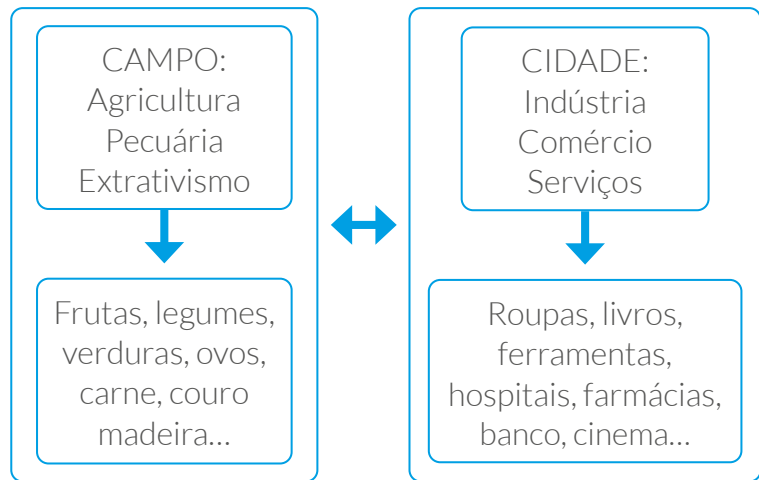 CAMPO:
Agricultura
Pecuária
Extrativismo
Frutas, legumes,
verduras, ovos,
carne, couro
madeira...
CIDADE:
Indústria
Comércio
Serviços
Roupas, livros,
ferramentas,
hospitais, farmácias,
banco, cinema...